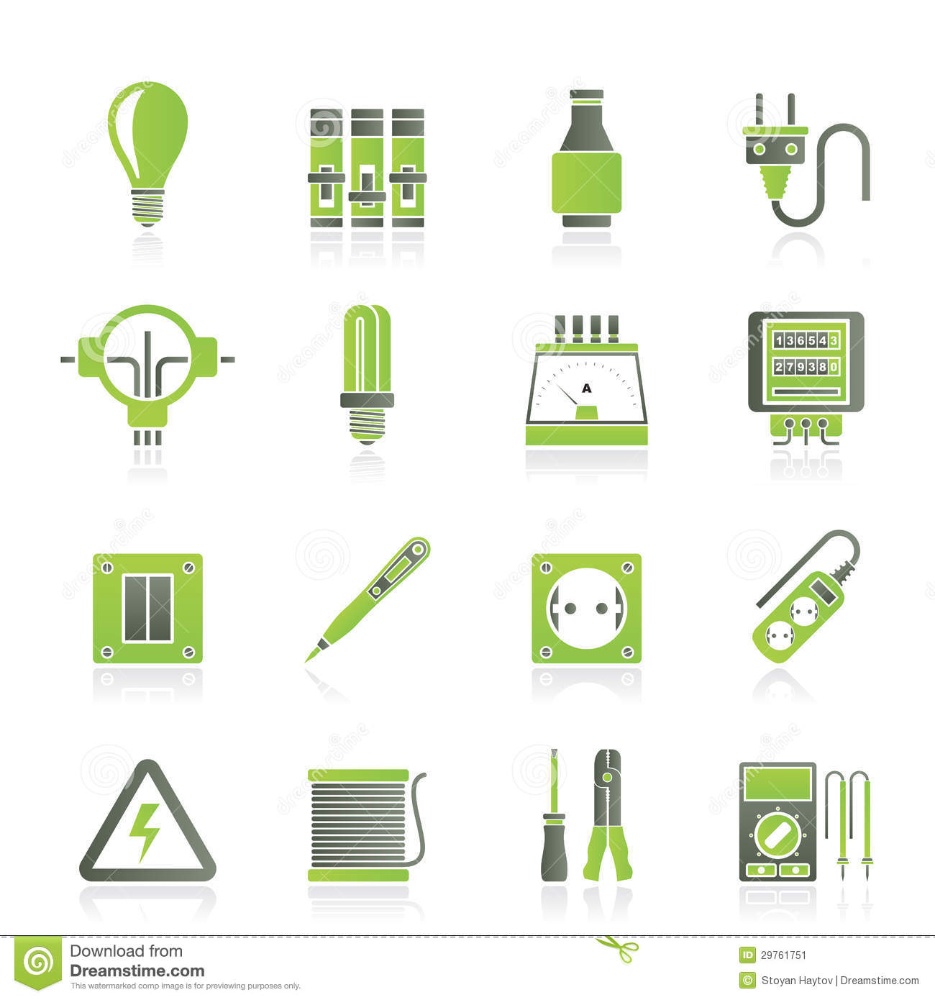 A
136543
279380
Download from
Dreamstime.com
This watermarked comp image is for previewing purposes only.
ID 29761751
© Stoyan Haytov | Dreamstime.com